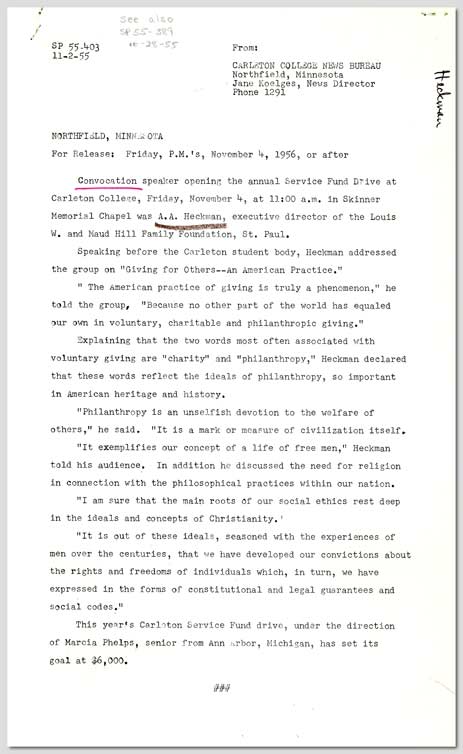 see also
SP 55-389
10-28-55
SP 55-403
11-2-55
From:
CARLETON COLLEGE NEWS BUREAU
Northfield, Minnesota
Jane Koelges, News Director
Phone 1291
Heckman
NORTHFIELD, MINNESOTA
For Release: Friday, P.M.'s, November 4, 1956, or after
Convocation speaker opening the annual Service Fund Drive at
Carleton College, Friday, November 4, at 11:00 a.m. in Skinner
Memorial Chapel was A.A. Heckman, executive director of the Louis
W. and Maud Hill Family Foundation, St. Paul.
Speaking before the Carleton student body, Heckman addressed
the group on "Giving for Others--An American Practice."
" The American practice of giving is truly a phenomenon," he
told the group, "Because no other part of the world has equaled
our own in voluntary, charitable and philanthropic giving."
Explaining that the two words most often associated with
voluntary giving are "charity" and "philanthropy," Heckman declared
that these words reflect the ideals of philanthropy, so important
in American heritage and history.
"Philanthropy is an unselfish devotion to the welfare of
others," he said. "It is a mark or measure of civilization itself.
"It exemplifies our concept of a life of free men," Heckman
told his audience. In addition he discussed the need for religion
in connection with the philosophical practices within our nation.
"I am sure that the main roots of our social ethics rest deep
in the ideals and concepts of Christianity.'
"It is out of these ideals, seasoned with the experiences of
men over the centuries, that we have developed our convictions about
the rights and freedoms of individuals which, in turn, we have
expressed in the forms of constitutional and legal guarantees and
social codes."
This year's Carleton Service Fund drive, under the direction
of Marcia Phelps, senior from Ann Arbor, Michigan, has set its
goal at $6,000.
###